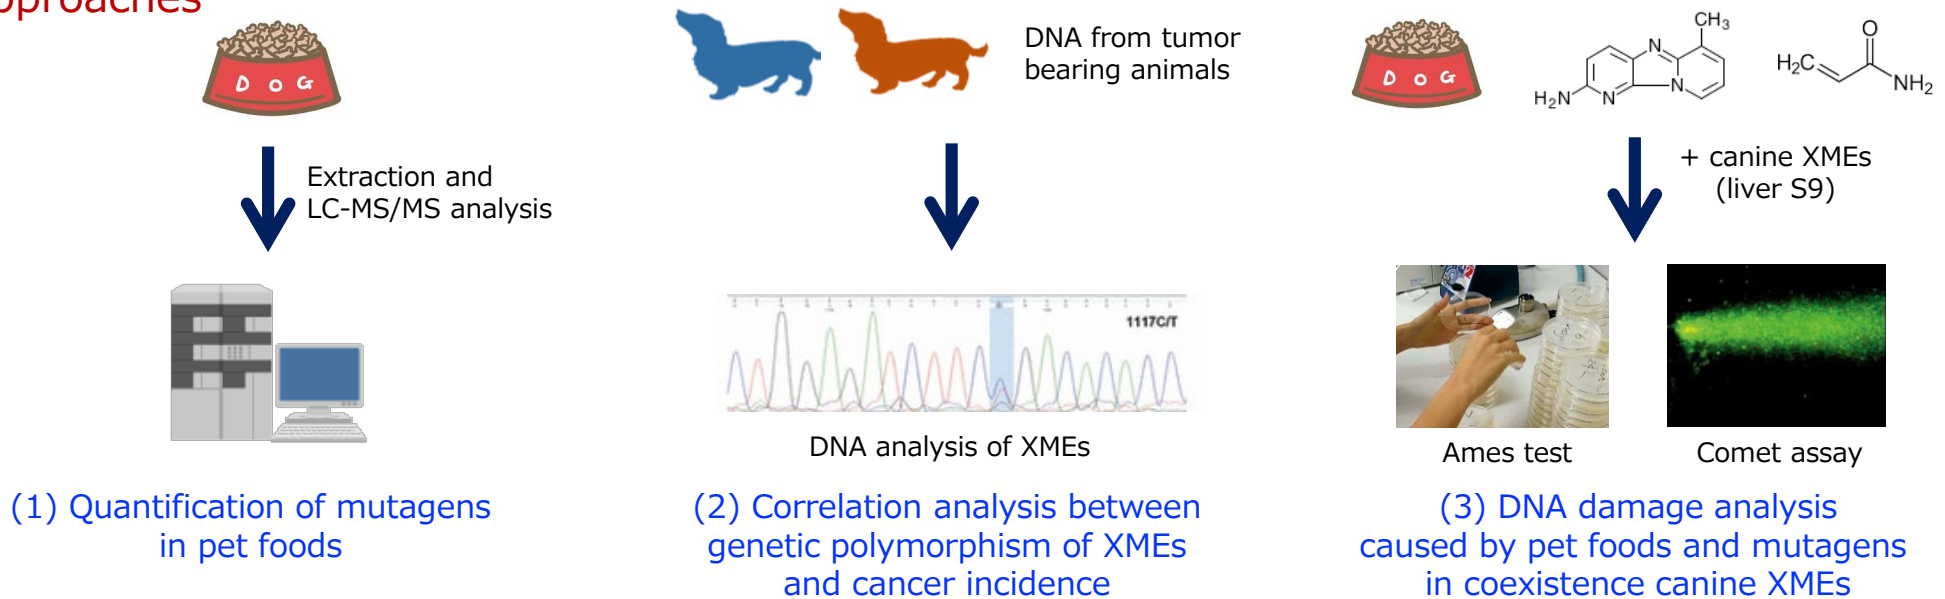 pproaches
DOG
Extraction and
LC-MS/MS analysis
(1) Quantification of mutagens
in pet foods
DNA from tumor
bearing animals
1117C/T
DNA analysis of XMEs
(2) Correlation analysis between
genetic polymorphism of XMEs
and cancer incidence
DOG
CH3
N
N
H2N
N
O
H2C
NH2
+ canine XMEs
(liver S9)
Ames test
Comet assay
(3) DNA damage analysis
caused by pet foods and mutagens
in coexistence canine XMEs